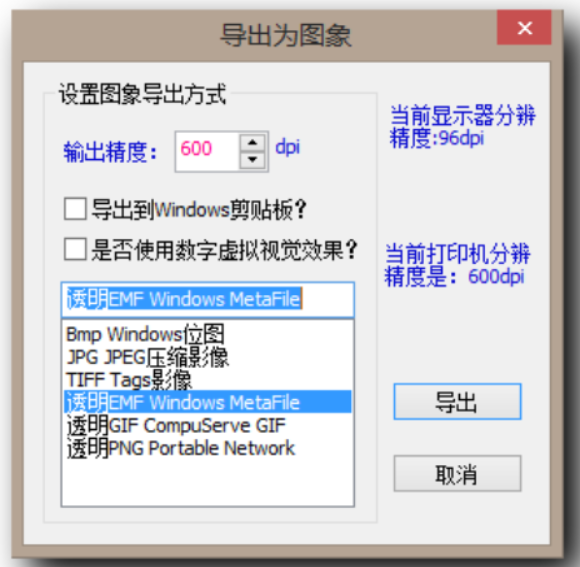 导出为图象
设置图象导出方式
输出精度： 600 dpi
当前显示器分辨
精度:96dpi
导出到Windows剪贴板？
是否使用数字虚拟视觉效果？
当前打印机分辨
精度是：600dpi
透明EMF Windows MetaFile
Bmp Windows位图
JPG JPEG压缩影像
TIFF Tags影像
透明EMF Windows MetaFile
透明GIF CompuServe GIF
透明PNG Portable Network
导出
取消